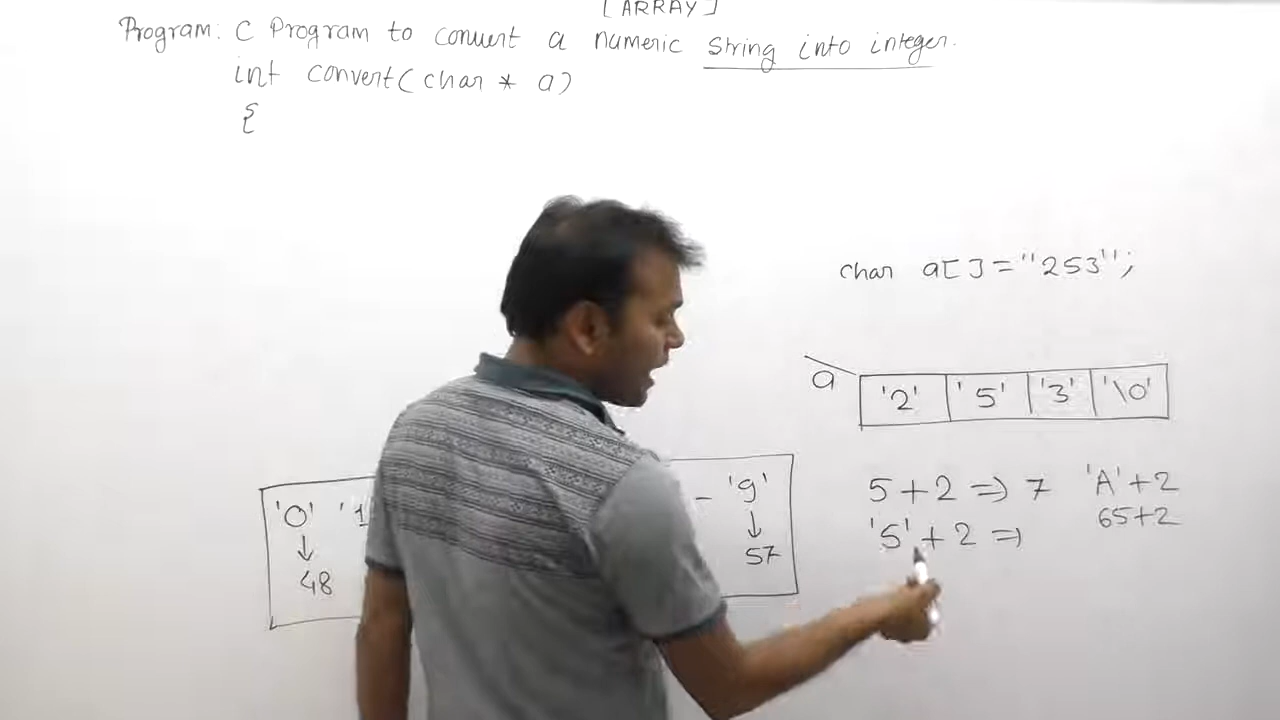 [ARRAY]
Program: C Program to convert a numeric string into integer.
int convert(char * a)
{
char a[]="253";
a
'2' '5' '3' '\0'
5+2 => 7
'5'+2 =>
'A'+2
65+2
'0' '1
↓
48
- '9'
↓
57